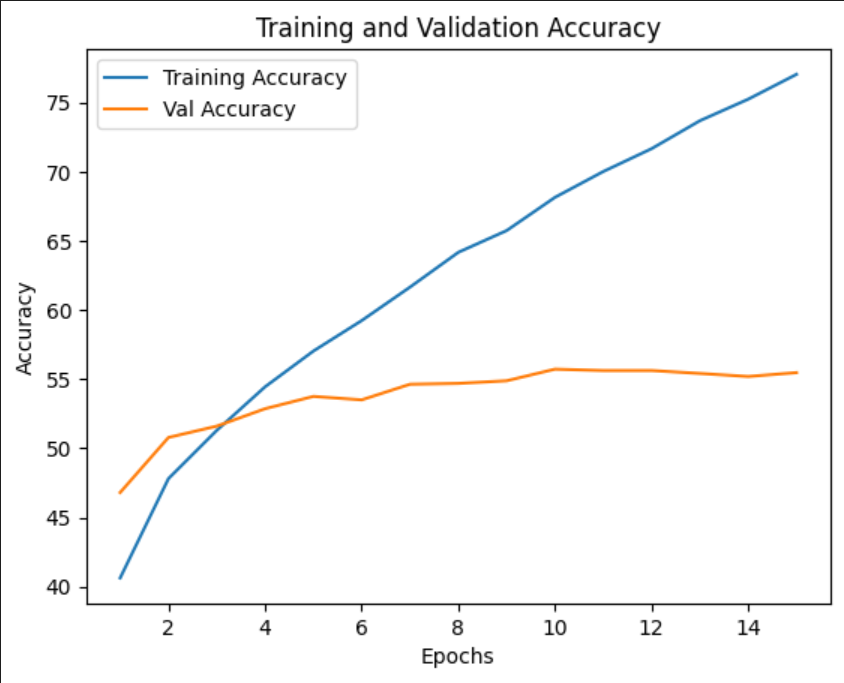 Training and Validation Accuracy
Training Accuracy
Val Accuracy
75
70
65
60
55
50
45
40
Accuracy
2 4 6 8 10 12 14
Epochs